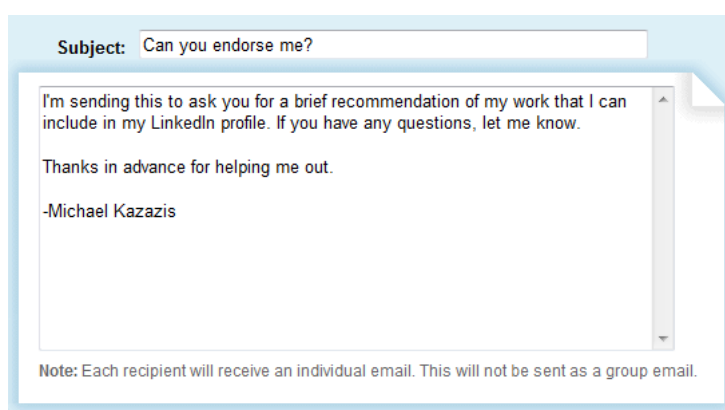 Subject: Can you endorse me?
I'm sending this to ask you for a brief recommendation of my work that I can
include in my LinkedIn profile. If you have any questions, let me know.
Thanks in advance for helping me out.
-Michael Kazazis
Note: Each recipient will receive an individual email. This will not be sent as a group email.